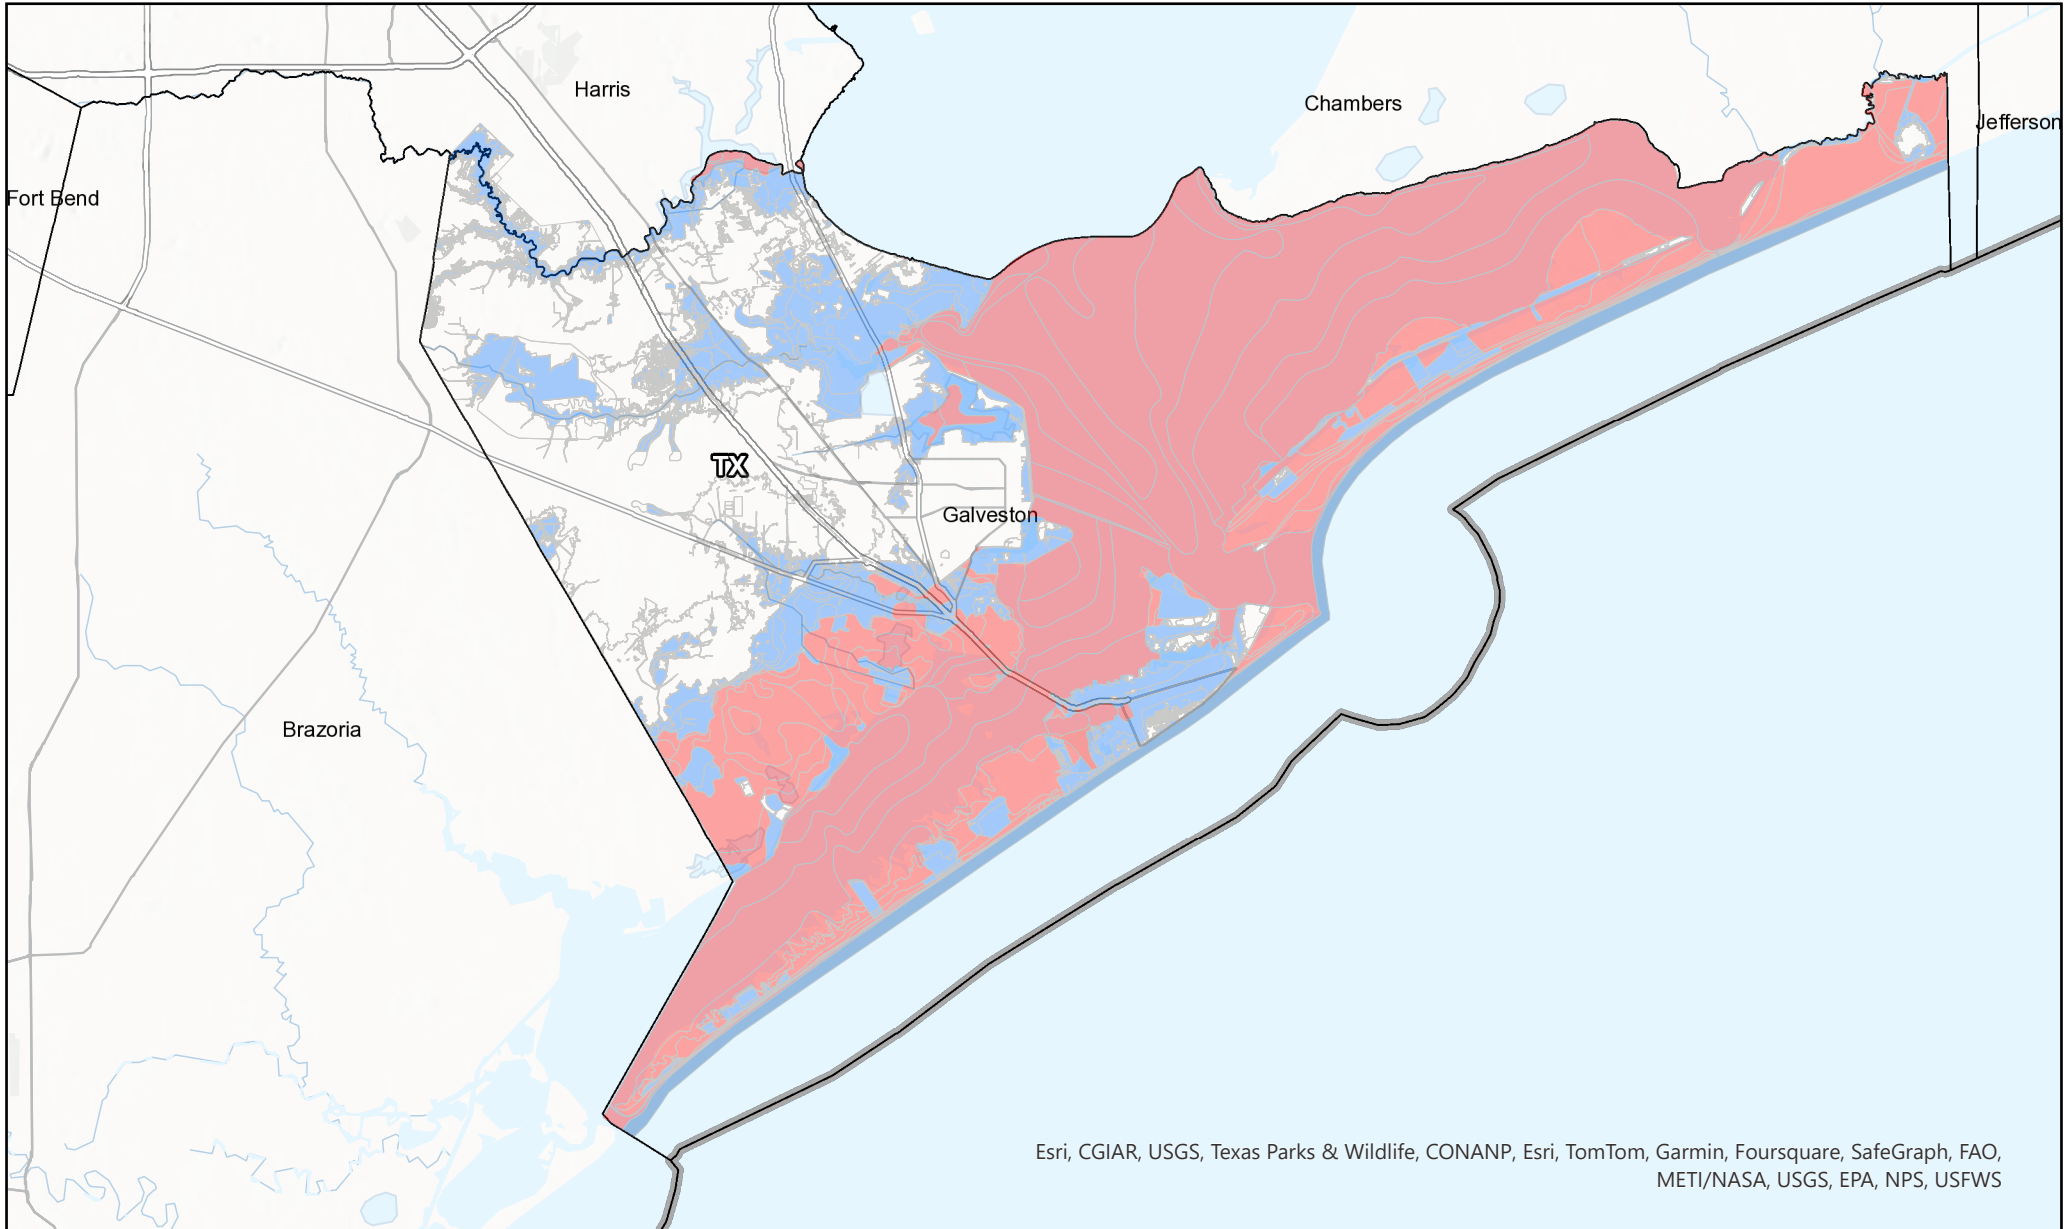 Harris
Chambers
Jefferson
Fort Bend
TX
Galveston
Brazoria
Esri, CGIAR, USGS, Texas Parks & Wildlife, CONANP, Esri, TomTom, Garmin, Foursquare, SafeGraph, FAO,
METI/NASA, USGS, EPA, NPS, USFWS